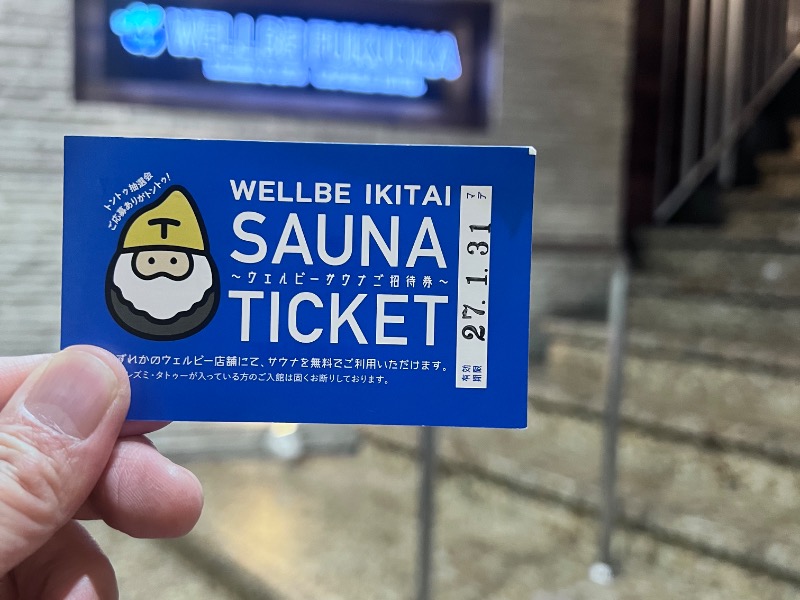 トントゥ抽選会
ご応募ありがトントゥ!
T
WELLBE IKITAI
SAUNA
〜ウェルビーサウナご招待券〜
TICKET
ずれかのウェルビー店舗にて、サウナを無料でご利用いただけます。
レズミ・タトゥーが入っている方のご入館は固くお断りしております。
有効期限
27.1.31
マデ